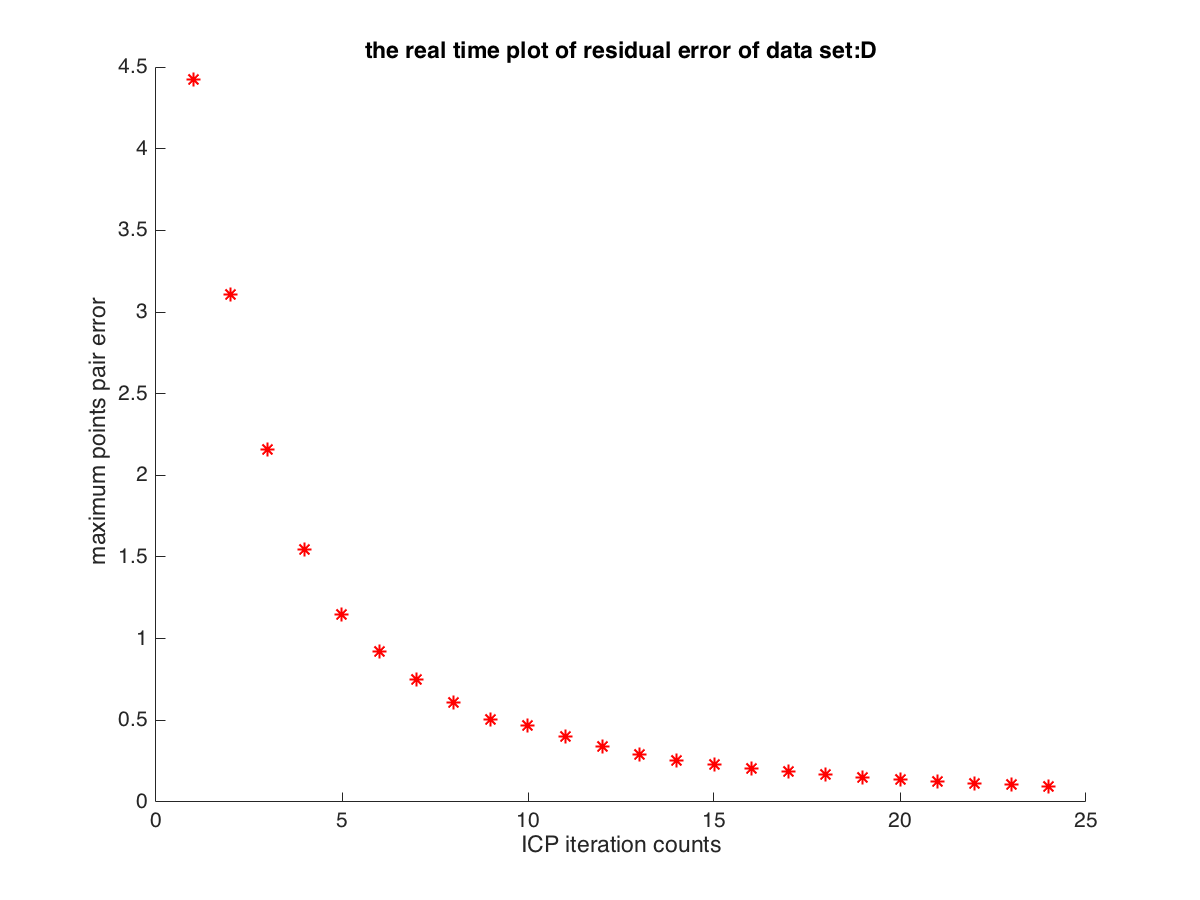 the real time plot of residual error of data set:D
4.5
4
3.5
3
2.5
2
1.5
1
0.5
0
maximum points pair error
0 5 10 15 20 25
ICP iteration counts